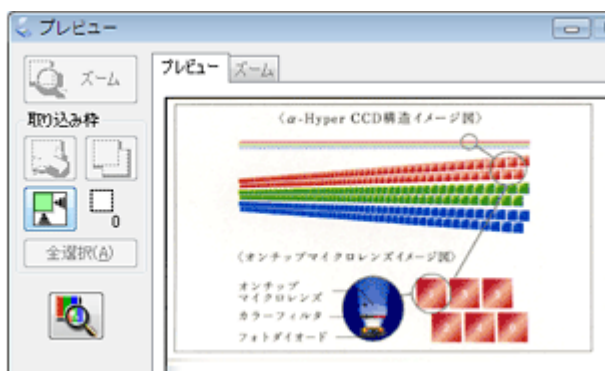 プレビュー
ズーム
取り込み枠
0
全選択(A)
プレビュー ズーム
〈α-Hyper CCD構造イメージ図〉
〈オンチップマイクロレンズイメージ図〉
オンチップ
マイクロレンズ
カラーフィルタ
フォトダイオード